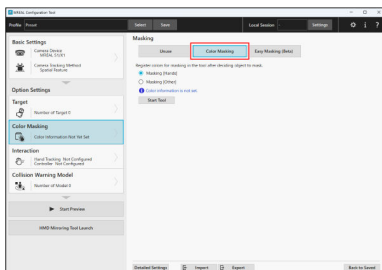 MREAL Configuration Tool
Profile Preset Select Save Local Session Settings i ?
Basic Settings
Camera Device
MREAL S1/X1
Camera Tracking Method
Spatial Feature
Option Settings
Target
Number of Target 0
Color Masking
Color Information Not Yet Set
Interaction
Hand Tracking Not Configured
Controller Not Configured
Collision Warning Model
Number of Model 0
Start Preview
HMD Mirroring Tool Launch
Masking
Unuse Color Masking Easy Masking (Beta)
Register colors for masking in the tool after deciding object to mask.
Masking [Hands]
Masking [Other]
Color information is not set.
Start Tool
Detailed Settings Import Export Back to Saved